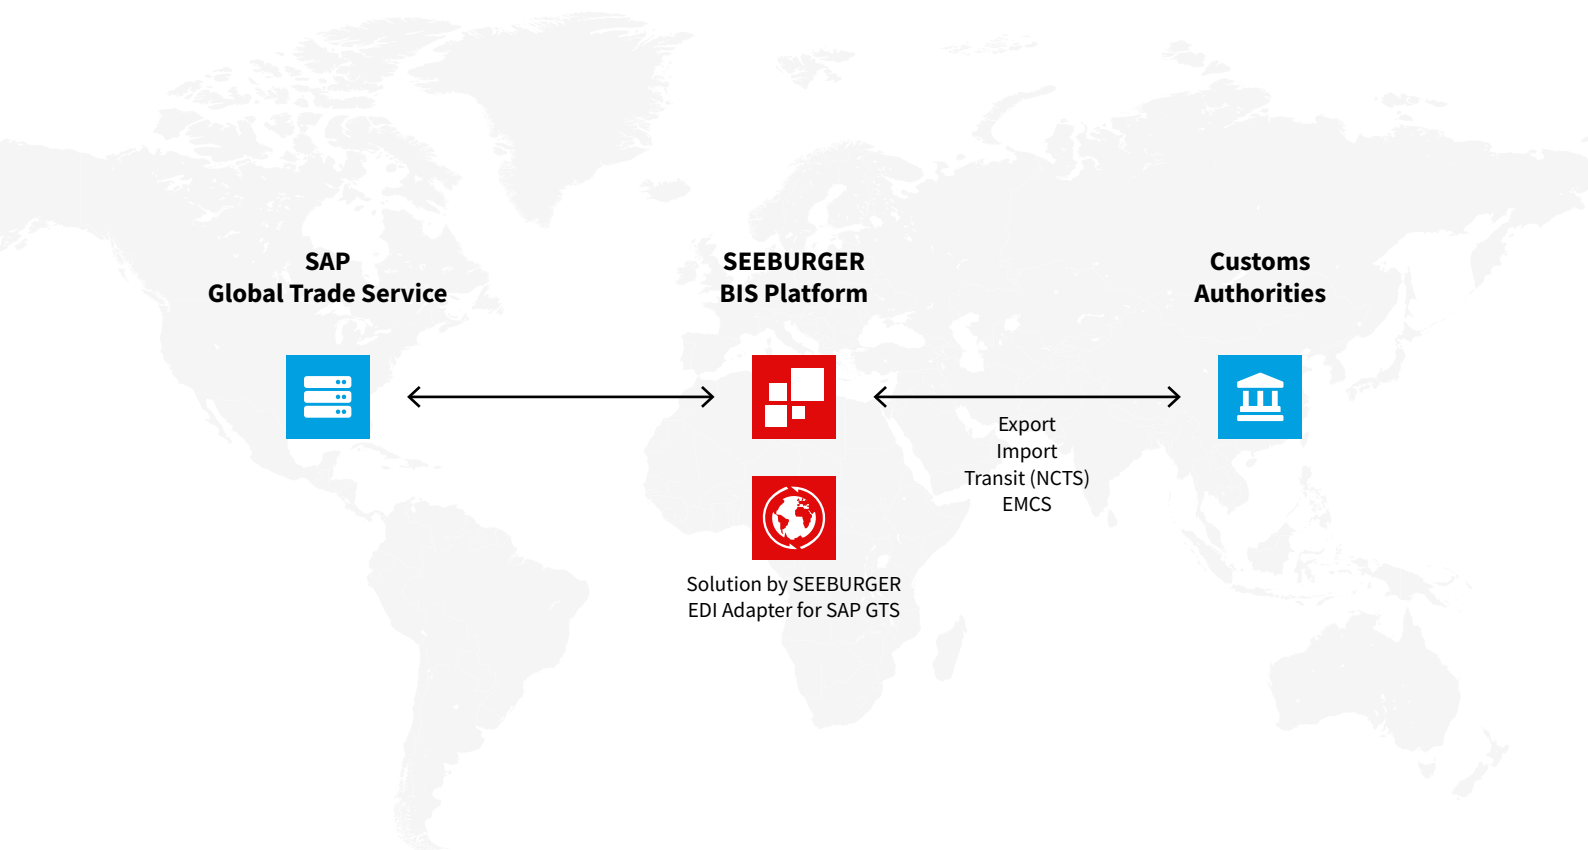 SAP
Global Trade Service
SEEBURGER
BIS Platform
Customs
Authorities
Export
Import
Transit (NCTS)
EMCS
Solution by SEEBURGER
EDI Adapter for SAP GTS